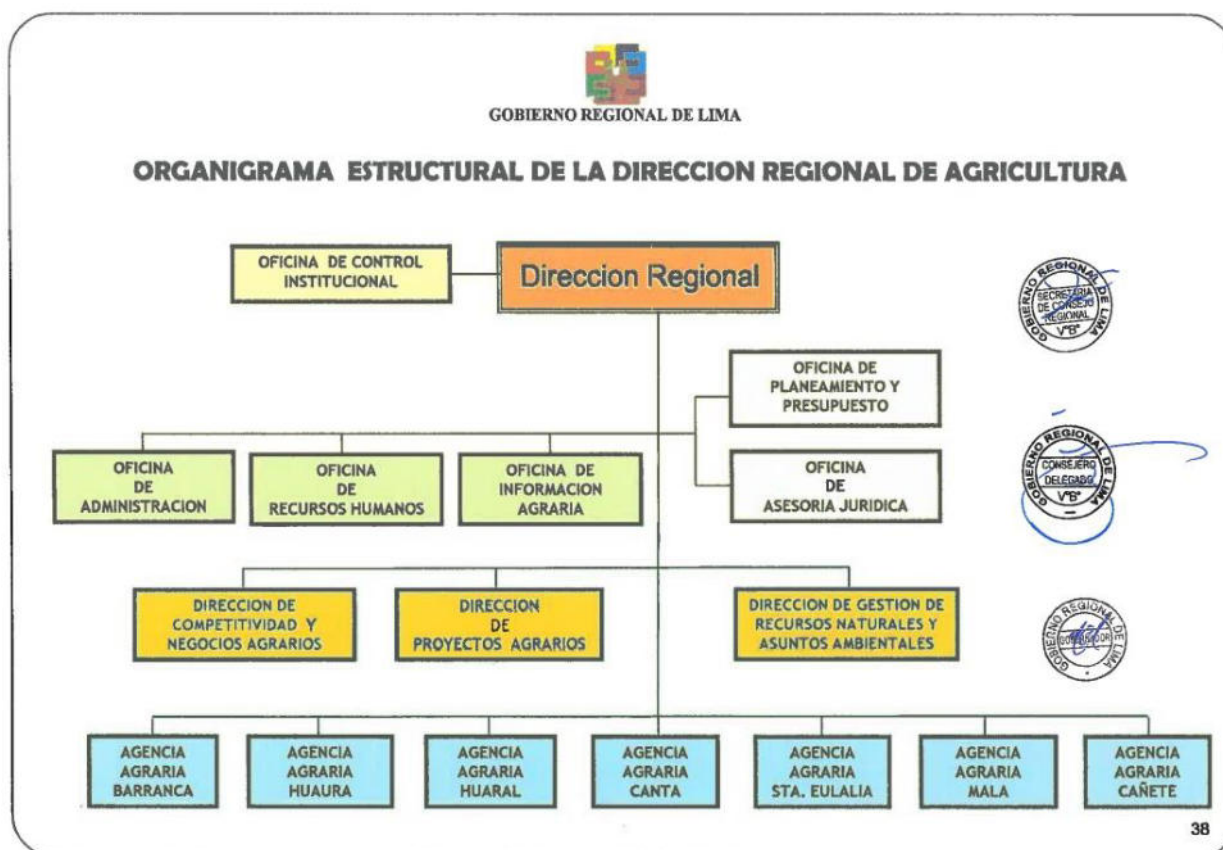 GOBIERNO REGIONAL DE LIMA
ORGANIGRAMA ESTRUCTURAL DE LA DIRECCION REGIONAL DE AGRICULTURA
OFICINA DE CONTROL
INSTITUCIONAL
Direccion Regional
GOBIERNO REGIONAL DE LIMA
SECRETARIA
DE CONSEJO
REGIONAL
V°B°
OFICINA DE
PLANEAMIENTO Y
PRESUPUESTO
OFICINA
DE
ADMINISTRACION
OFICINA
DE
RECURSOS HUMANOS
OFICINA DE
INFORMACION
AGRARIA
OFICINA
DE
ASESORIA JURIDICA
GOBIERNO REGIONAL DE LIMA
CONSEJERO
DELEGADO
V°B°
DIRECCION DE
COMPETITIVIDAD Y
NEGOCIOS AGRARIOS
DIRECCION
DE
PROYECTOS AGRARIOS
DIRECCION DE GESTION DE
RECURSOS NATURALES Y
ASUNTOS AMBIENTALES
GOBIERNO REGIONAL DE LIMA
GOBERNADOR
AGENCIA
AGRARIA
BARRANCA
AGENCIA
AGRARIA
HUAURA
AGENCIA
AGRARIA
HUARAL
AGENCIA
AGRARIA
CANTA
AGENCIA
AGRARIA
STA. EULALIA
AGENCIA
AGRARIA
MALA
AGENCIA
AGRARIA
CAÑETE
38